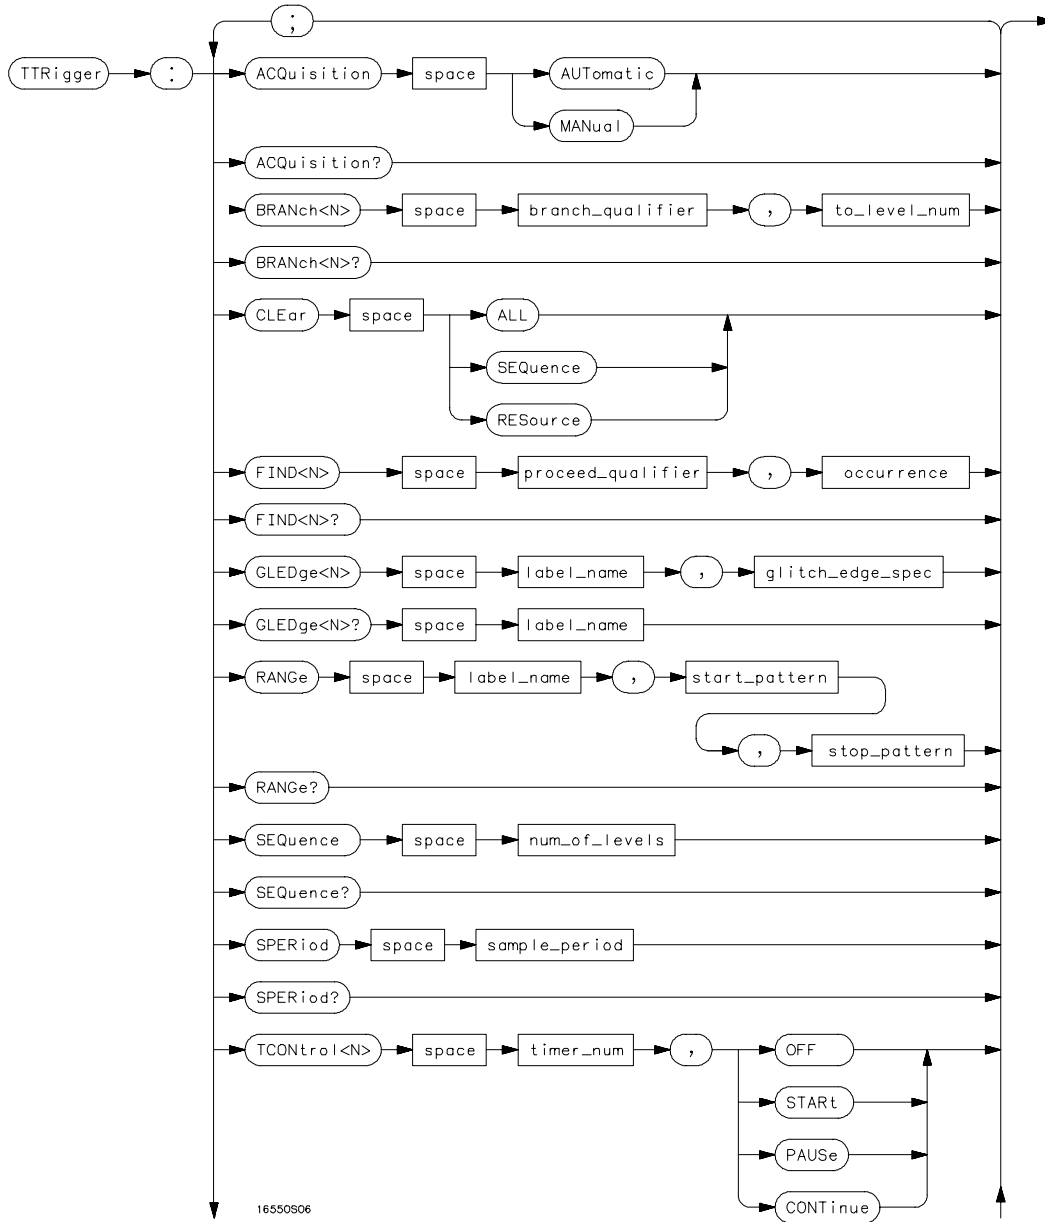 ;
TTRigger : ACQuisition space AUTomatic
MANual
ACQuisition?
BRANch<N> space branch_qualifier , to_level_num
BRANch<N>?
CLEar space ALL
SEQuence
RESource
FIND<N> space proceed_qualifier , occurrence
FIND<N>?
GLEDge<N> space label_name , glitch_edge_spec
GLEDge<N>? space label_name
RANGe space label_name , start_pattern
, stop_pattern
RANGe?
SEQuence space num_of_levels
SEQuence?
SPERiod space sample_period
SPERiod?
TCONtrol<N> space timer_num , OFF
STARt
PAUSe
CONTinue
16550S06